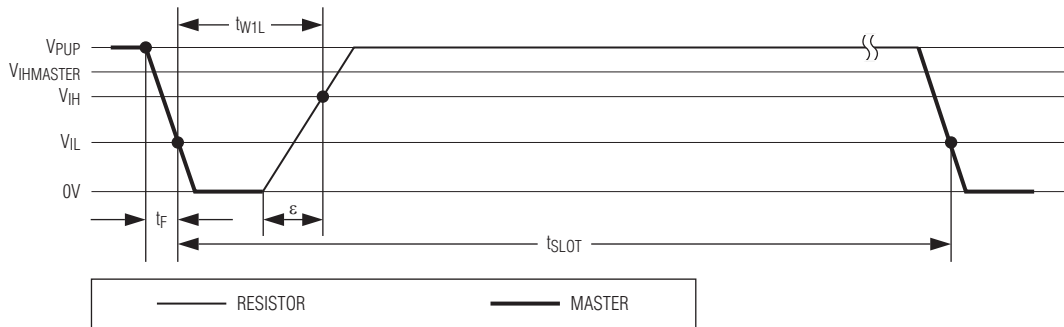 tW1L
VPUP
VIHMASTER
VIH
VIL
0V
tF
ε
tSLOT
RESISTOR
MASTER